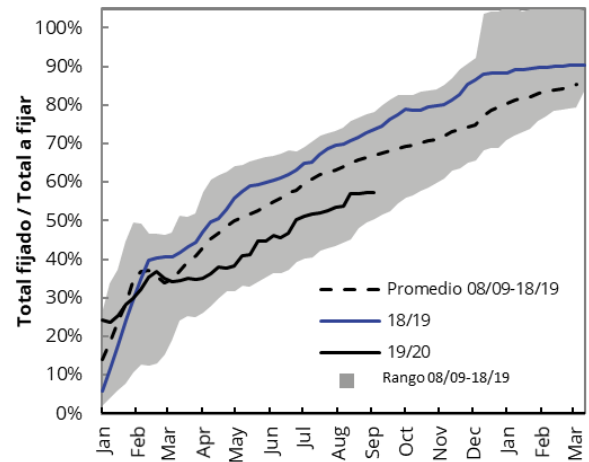 100%
90%
80%
70%
60%
50%
40%
30%
20%
10%
0%
Total fijado / Total a fijar
Promedio 08/09-18/19
18/19
19/20
Rango 08/09-18/19
Jan
Feb
Mar
Apr
May
Jun
Jul
Aug
Sep
Oct
Nov
Dec
Jan
Feb
Mar